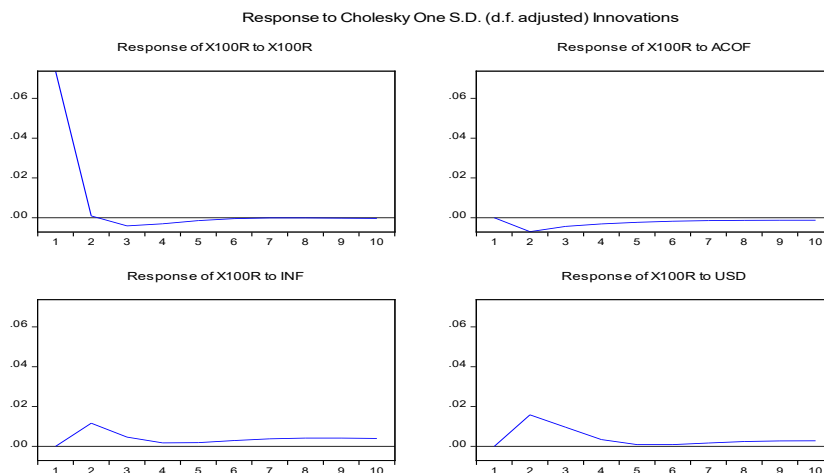 Response to Cholesky One S.D. (d.f. adjusted) Innovations
Response of X100R to X100R
.06
.04
.02
.00
1 2 3 4 5 6 7 8 9 10
Response of X100R to ACOF
.06
.04
.02
.00
1 2 3 4 5 6 7 8 9 10
Response of X100R to INF
.06
.04
.02
.00
1 2 3 4 5 6 7 8 9 10
Response of X100R to USD
.06
.04
.02
.00
1 2 3 4 5 6 7 8 9 10